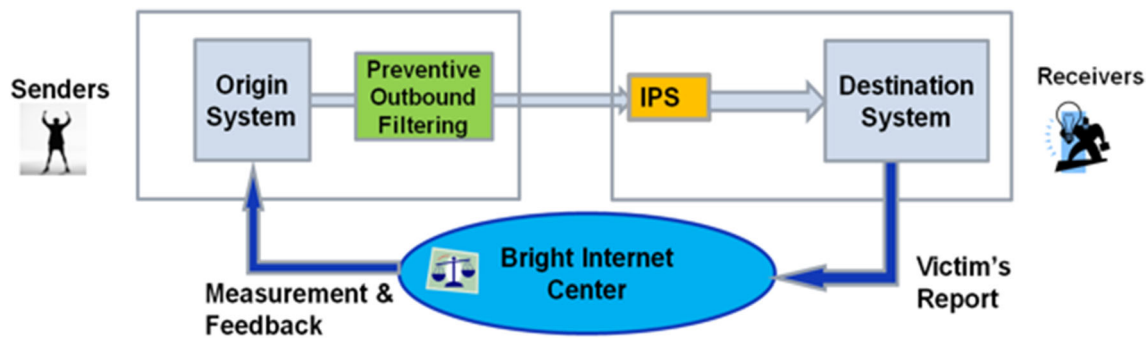 Senders
Origin
System
Preventive
Outbound
Filtering
IPS
Destination
System
Receivers
Bright Internet
Center
Measurement &
Feedback
Victim's
Report